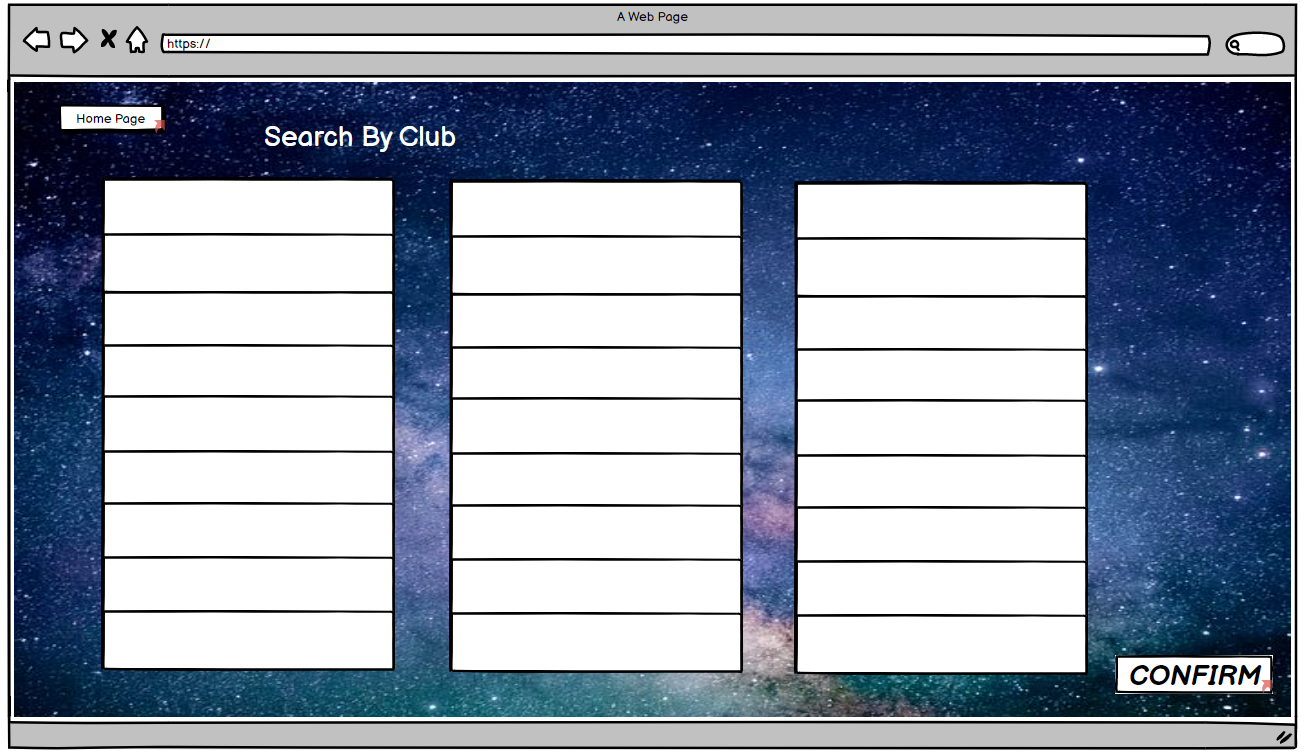 A Web Page
https://
Home Page
Search By Club
CONFIRM